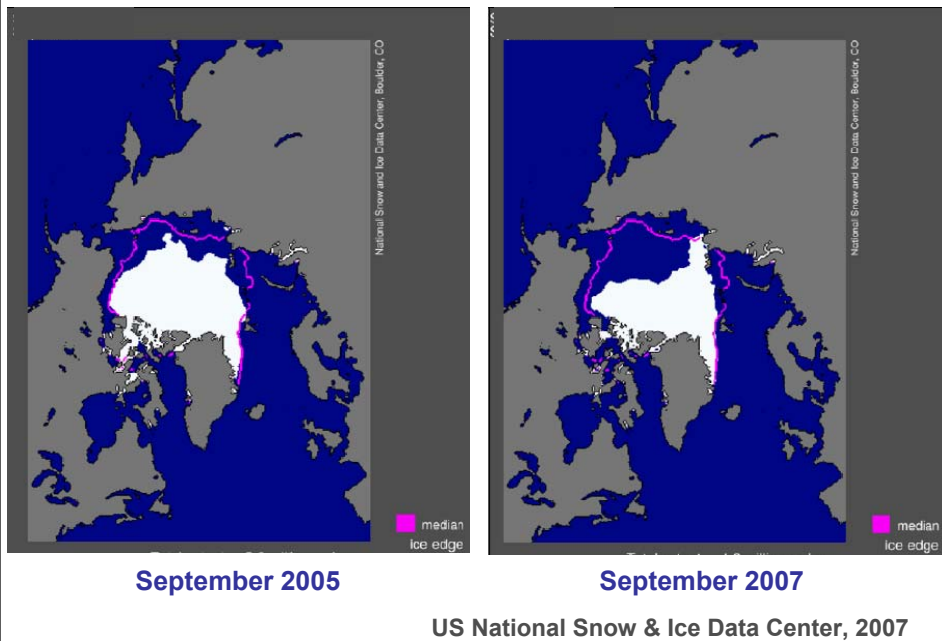 National Snow and Ice Data Center, Boulder, CO
median
ice edge
National Snow and Ice Data Center, Boulder, CO
median
ice edge
September 2005
September 2007
US National Snow & Ice Data Center, 2007